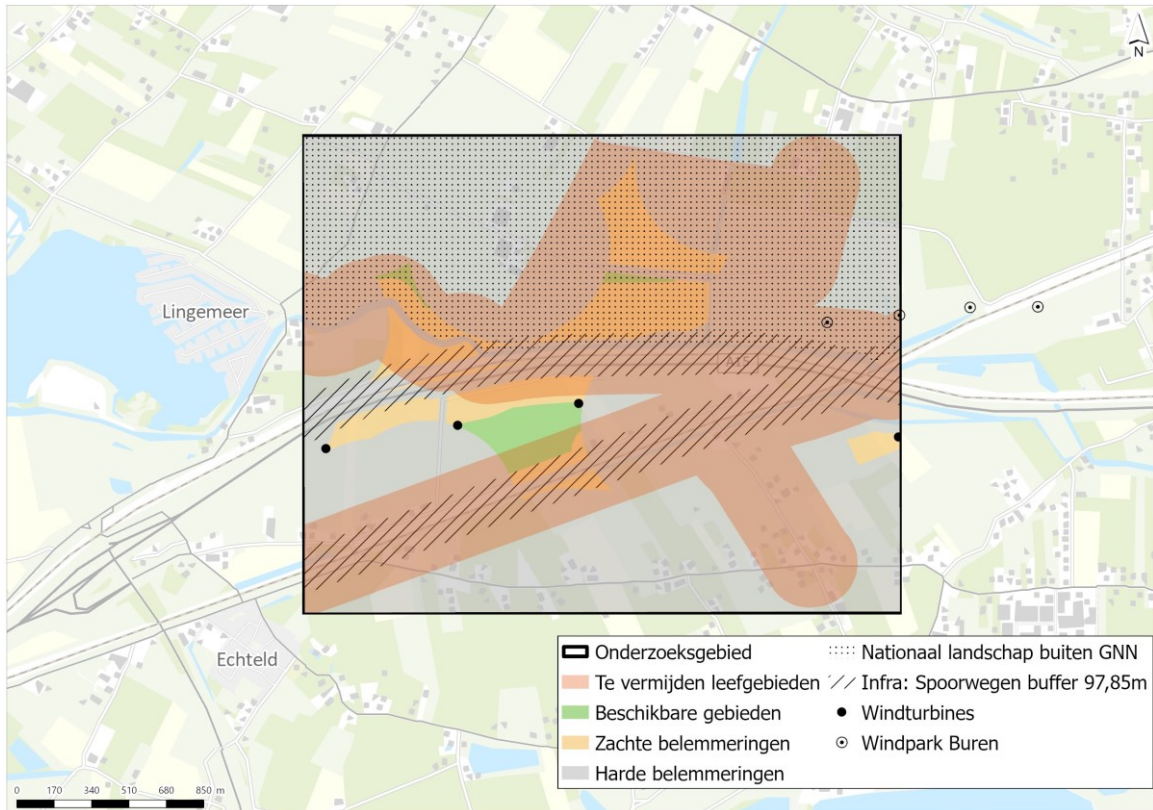 N
Lingemeer
A15
Echteld
Onderzoeksgebied
Te vermijden leefgebieden
Beschikbare gebieden
Zachte belemmeringen
Harde belemmeringen
Nationaal landschap buiten GNN
Infra: Spoorwegen buffer 97,85m
Windturbines
Windpark Buren
0 170 340 510 680 850 m